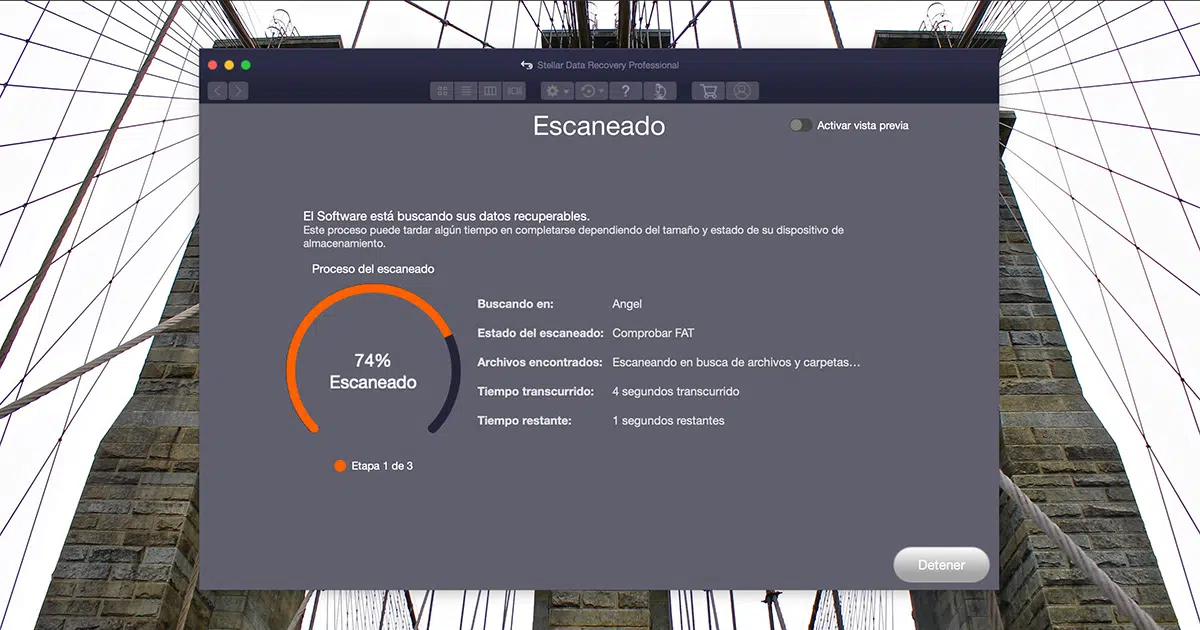 Stellar Data Recovery Professional
?
Escaneado
Activar vista previa
El Software está buscando sus datos recuperables.
Este proceso puede tardar algún tiempo en completarse dependiendo del tamaño y estado de su dispositivo de
almacenamiento.
Proceso del escaneado
74%
Escaneado
Buscando en: Angel
Estado del escaneado: Comprobar FAT
Archivos encontrados: Escaneando en busca de archivos y carpetas...
Tiempo transcurrido: 4 segundos transcurrido
Tiempo restante: 1 segundos restantes
Etapa 1 de 3
Detener